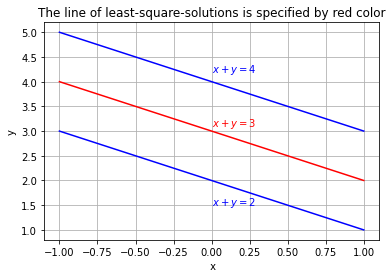 The line of least-square-solutions is specified by red color
5.0
4.5
x + y = 4
4.0
3.5
x + y = 3
3.0
y
2.5
2.0
x + y = 2
1.5
1.0
−1.00 −0.75 −0.50 −0.25 0.00 0.25 0.50 0.75 1.00
x